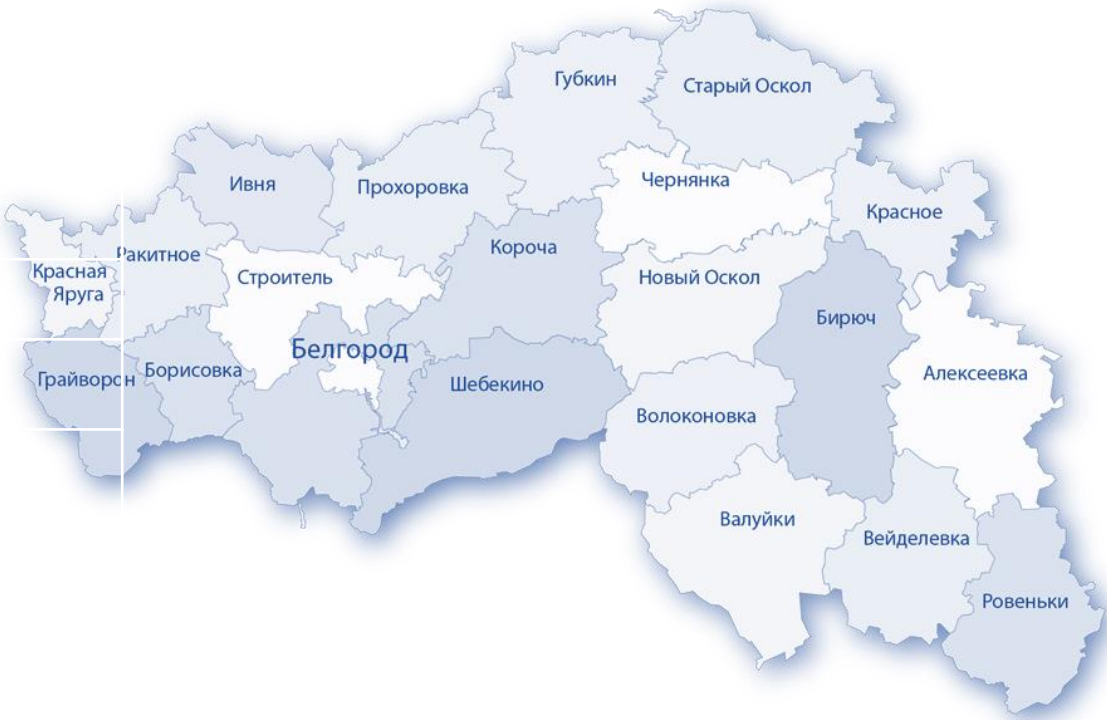 Губкин
Старый Оскол
Ивня
Прохоровка
Чернянка
Красное
Ракитное
Короча
Красная
Яруга
Строитель
Новый Оскол
Бирюч
Белгород
Грайворон
Борисовка
Шебекино
Алексеевка
Волоконовка
Валуйки
Вейделевка
Ровеньки